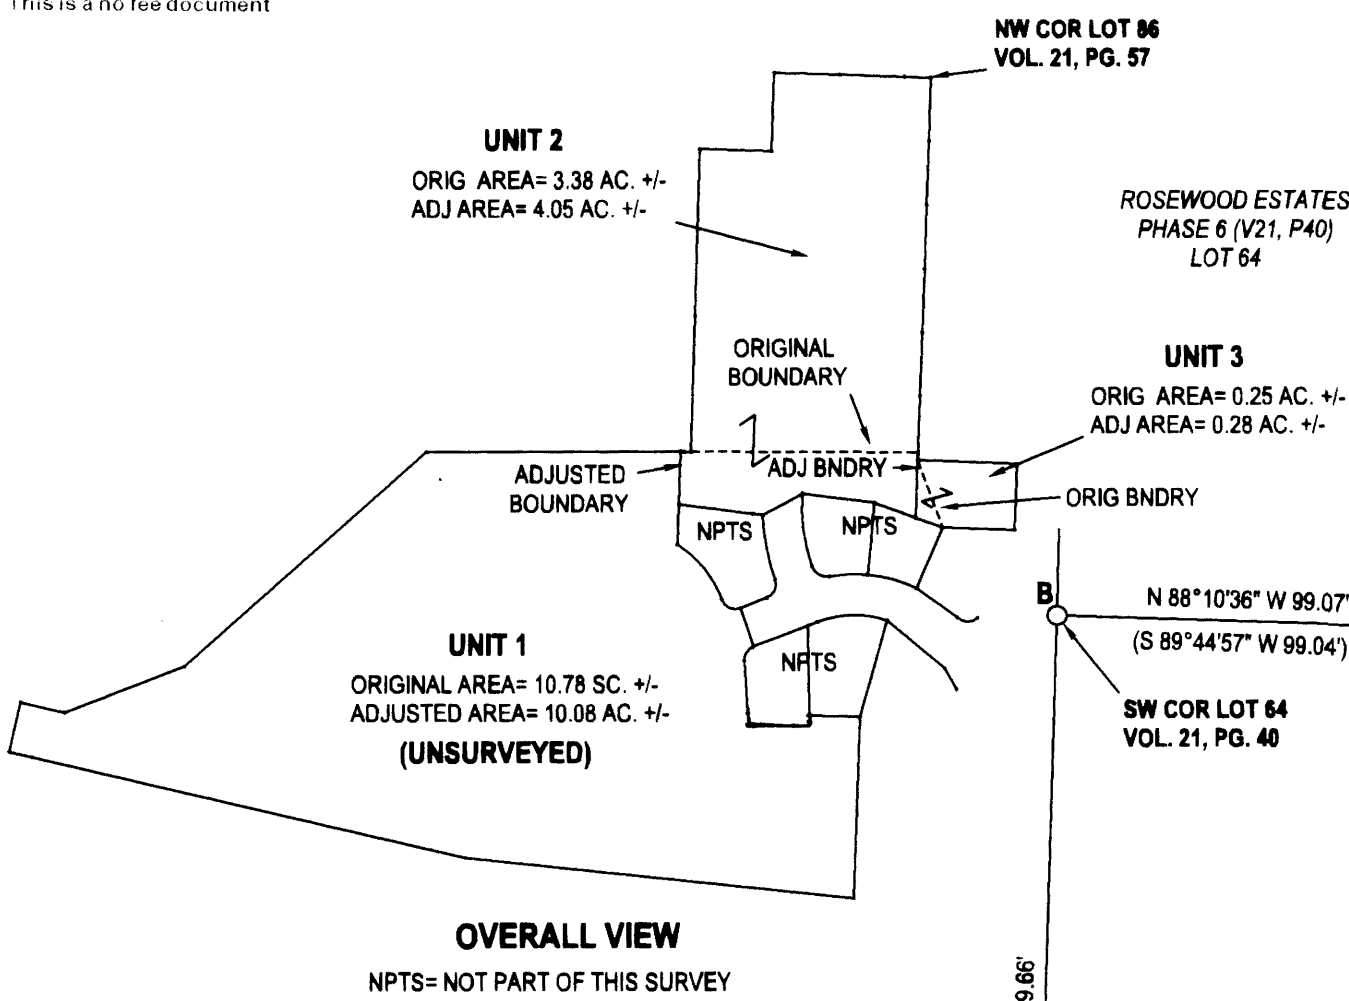 This is a no fee document
NW COR LOT 86
VOL. 21, PG. 57
UNIT 2
ORIG AREA= 3.38 AC. +/-
ADJ AREA= 4.05 AC. +/-
ROSEWOOD ESTATES
PHASE 6 (V21, P40)
LOT 64
ORIGINAL
BOUNDARY
UNIT 3
ORIG AREA= 0.25 AC. +/-
ADJ AREA= 0.28 AC. +/-
ADJUSTED
BOUNDARY
ADJ BNDRY
ORIG BNDRY
NPTS
NPTS
B
N 88°10'36" W 99.07'
(S 89°44'57" W 99.04')
UNIT 1
ORIGINAL AREA= 10.78 SC. +/-
ADJUSTED AREA= 10.08 AC. +/-
(UNSURVEYED)
NPTS
SW COR LOT 64
VOL. 21, PG. 40
OVERALL VIEW
NPTS= NOT PART OF THIS SURVEY
9.66'